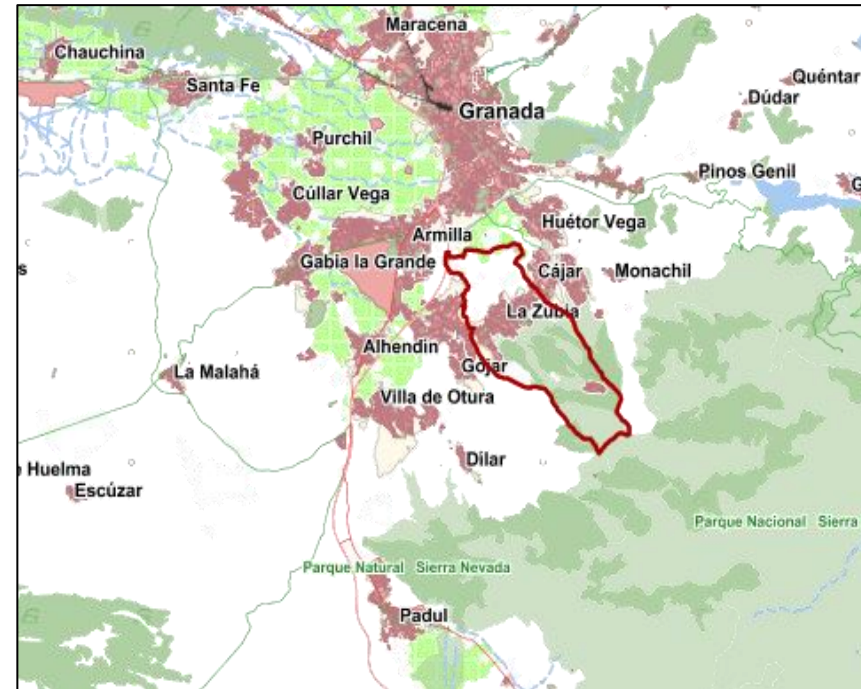 Maracena
Chauchina
Quéntar
Santa Fe
Dúdar
Granada
Purchil
Pinos Genil
G
Cúllar Vega
Huétor Vega
Armilla
s
Gabia la Grande
Cájar
Monachil
La Zubia
Alhendín
Gojar
La Malahá
Villa de Otura
Dílar
e Huelma
Escúzar
Parque Nacional Sierra
Parque Natural Sierra Nevada
Padul